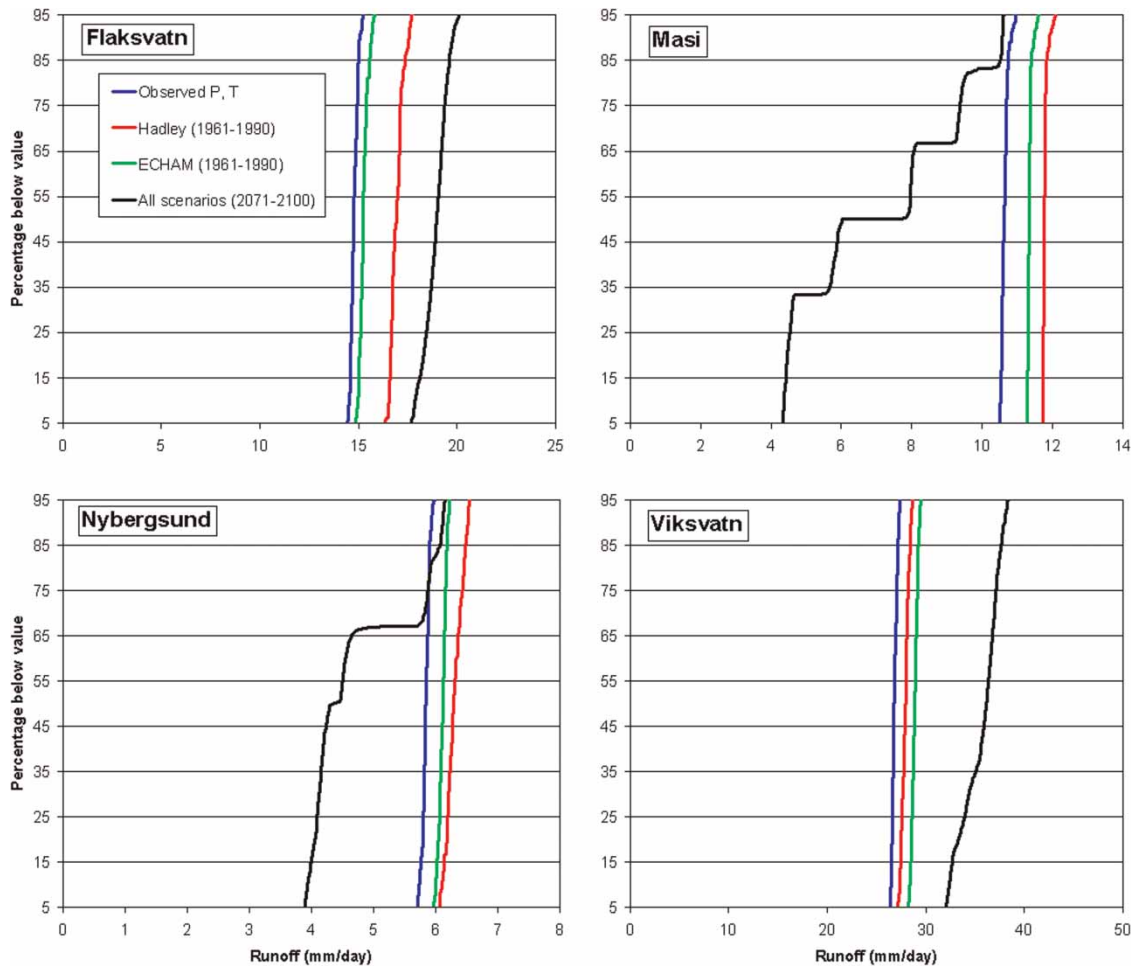 Flaksvatn
Observed P, T
Hadley (1961-1990)
ECHAM (1961-1990)
All scenarios (2071-2100)
Percentage below value
95
85
75
65
55
45
35
25
15
5
0 5 10 15 20 25
Masi
95
85
75
65
55
45
35
25
15
5
0 2 4 6 8 10 12 14
Nybergsund
Percentage below value
95
85
75
65
55
45
35
25
15
5
0 1 2 3 4 5 6 7 8
Runoff (mm/day)
Viksvatn
95
85
75
65
55
45
35
25
15
5
0 10 20 30 40 50
Runoff (mm/day)